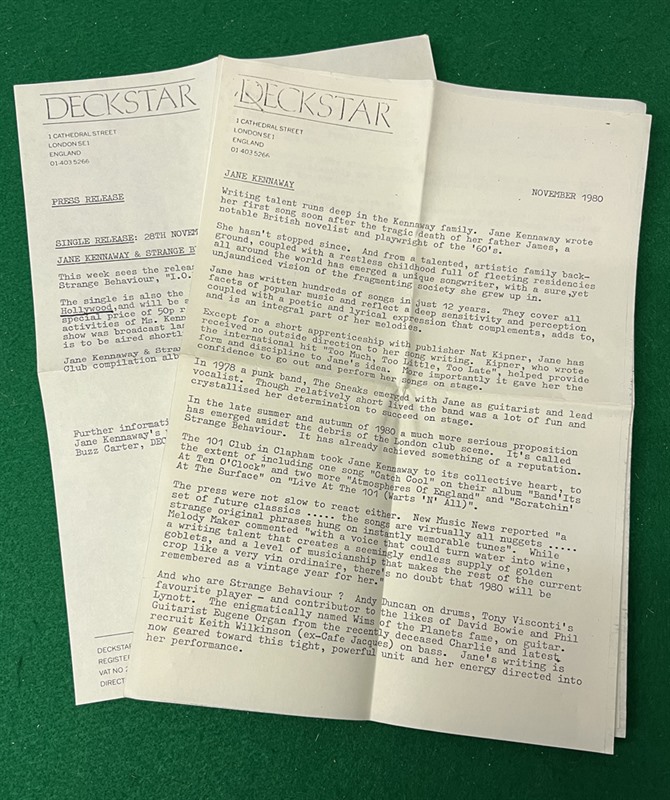 DECKSTAR
1 CATHEDRAL STREET
LONDON SE1
ENGLAND
01-403 5266
PRESS RELEASE
SINGLE RELEASE: 28TH NOVEM
JANE KENNAWAY & STRANGE B
This week sees the relea
Strange Behaviour, "I.O.
The single is also the
Hollywood,and will be s
special price of 50p r
activities of Ms. Kenn
show was broadcast la
is to be aired shortl
Jane Kennaway & Stra
Club compilation alb
Further informati
Jane Kennaway's
Buzz Carter, DEC
DECKSTA
REGISTER
VAT NO 2
DIRECT
DECKSTAR
1 CATHEDRAL STREET
LONDON SE1
ENGLAND
01-403 5266
JANE KENNAWAY
NOVEMBER 1980
Writing talent runs deep in the Kennaway family. Jane Kennaway wrote
her first song soon after the tragic death of her father James, a
notable British novelist and playwright of the '60's.
She hasn't stopped since. And from a talented, artistic family back-
ground, coupled with a restless childhood full of fleeting residencies
all around the world has emerged a unique songwriter, with a sure,yet
unjaundiced vision of the fragmenting society she grew up in.
Jane has written hundreds of songs in just 12 years. They cover all
facets of popular music and reflect a deep sensitivity and perception
coupled with a poetic and lyrical expression that complements, adds to,
and is an integral part of her melodies.
Except for a short apprenticeship with publisher Nat Kipner, Jane has
received no outside direction to her song writing. Kipner, who wrote
the international hit "Too Much, Too Little, Too Late", helped provide
form and discipline to Jane's idea. More importantly it gave her the
confidence to go out and perform her songs on stage.
In 1978 a punk band, The Sneaks emerged with Jane as guitarist and lead
vocalist. Though relatively short lived the band was a lot of fun and
crystallised her determination to succeed on stage.
In the late summer and autumn of 1980 a much more serious proposition
has emerged amidst the debris of the London club scene. It's called
Strange Behaviour. It has already achieved something of a reputation.
The 101 Club in Clapham took Jane Kennaway to its collective heart, to
the extent of including one song "Catch Cool" on their album "Band'Its
At Ten O'Clock" and two more "Atmospheres Of England" and "Scratchin'
At The Surface" on "Live At The 101 (Warts 'N' All)".
The press were not slow to react either. New Music News reported "a
set of future classics ..... the songs are virtually all nuggets .....
strange original phrases hung on instantly memorable tunes". While
Melody Maker commented "with a voice that could turn water into wine,
a writing talent that creates a seemingly endless supply of golden
goblets, and a level of musicianship that makes the rest of the current
crop like a very vin ordinaire, there's no doubt that 1980 will be
remembered as a vintage year for her."
And who are Strange Behaviour ? Andy Duncan on drums, Tony Visconti's
favourite player - and contributor to the likes of David Bowie and Phil
Lynott. The enigmatically named Wims of the Planets fame, on guitar.
Guitarist Eugene Organ from the recently deceased Charlie and latest
recruit Keith Wilkinson (ex-Cafe Jacques) on bass. Jane's writing is
now geared toward this tight, powerful unit and her energy directed into
her performance.